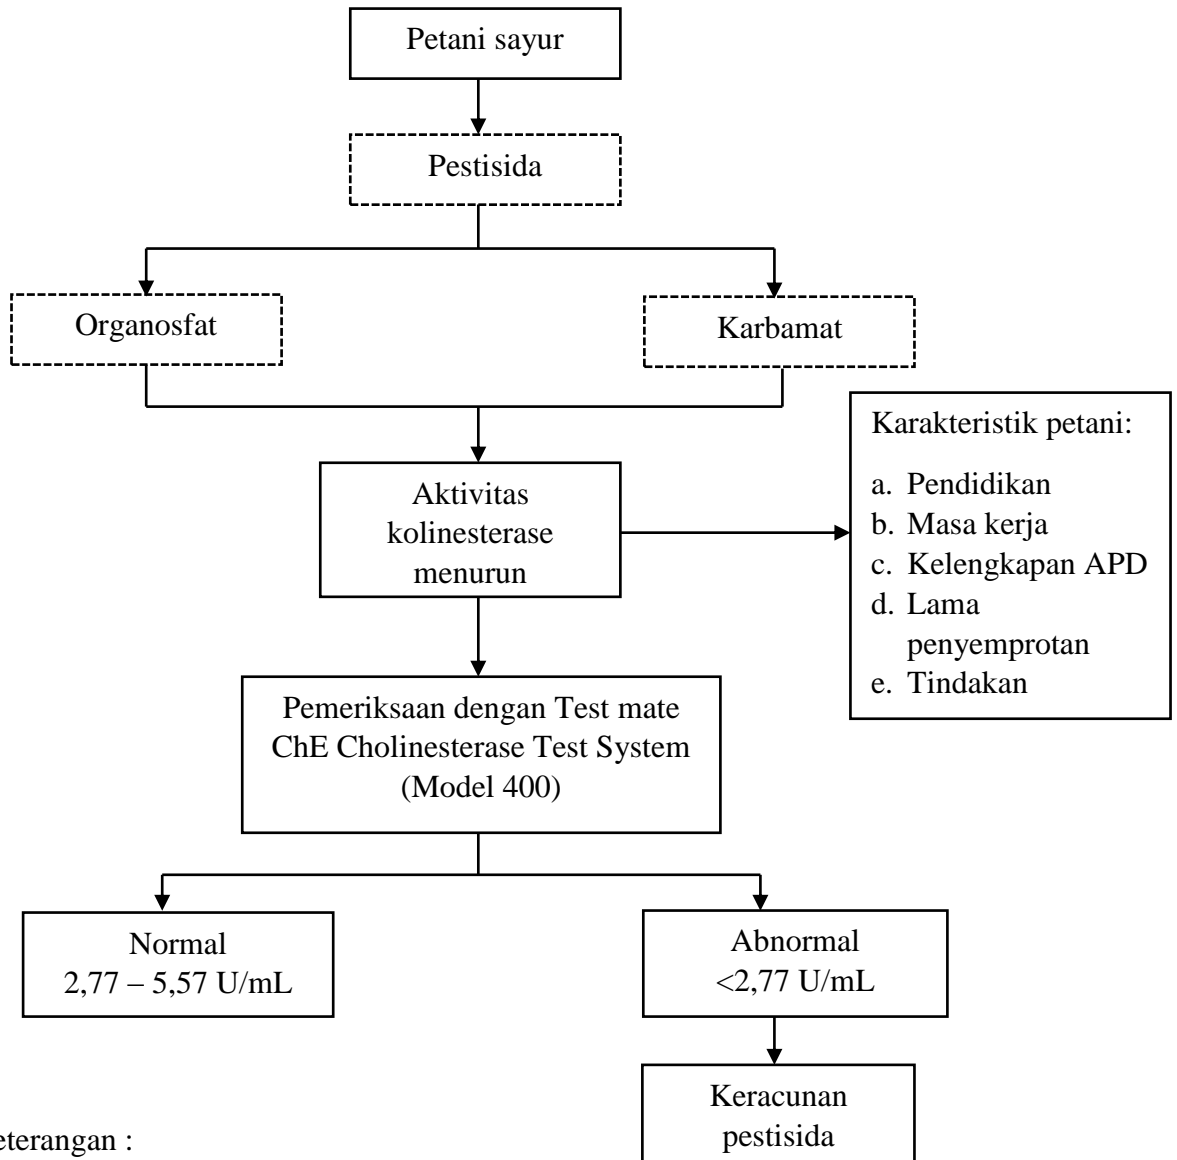 Petani sayur
Pestisida
Organosfat
Karbamat
Karakteristik petani:
a. Pendidikan
b. Masa kerja
c. Kelengkapan APD
d. Lama
penyemprotan
e. Tindakan
Aktivitas
kolinesterase
menurun
Pemeriksaan dengan Test mate
ChE Cholinesterase Test System
(Model 400)
Normal
2,77 – 5,57 U/mL
Abnormal
<2,77 U/mL
Keracunan
pestisida
eterangan :